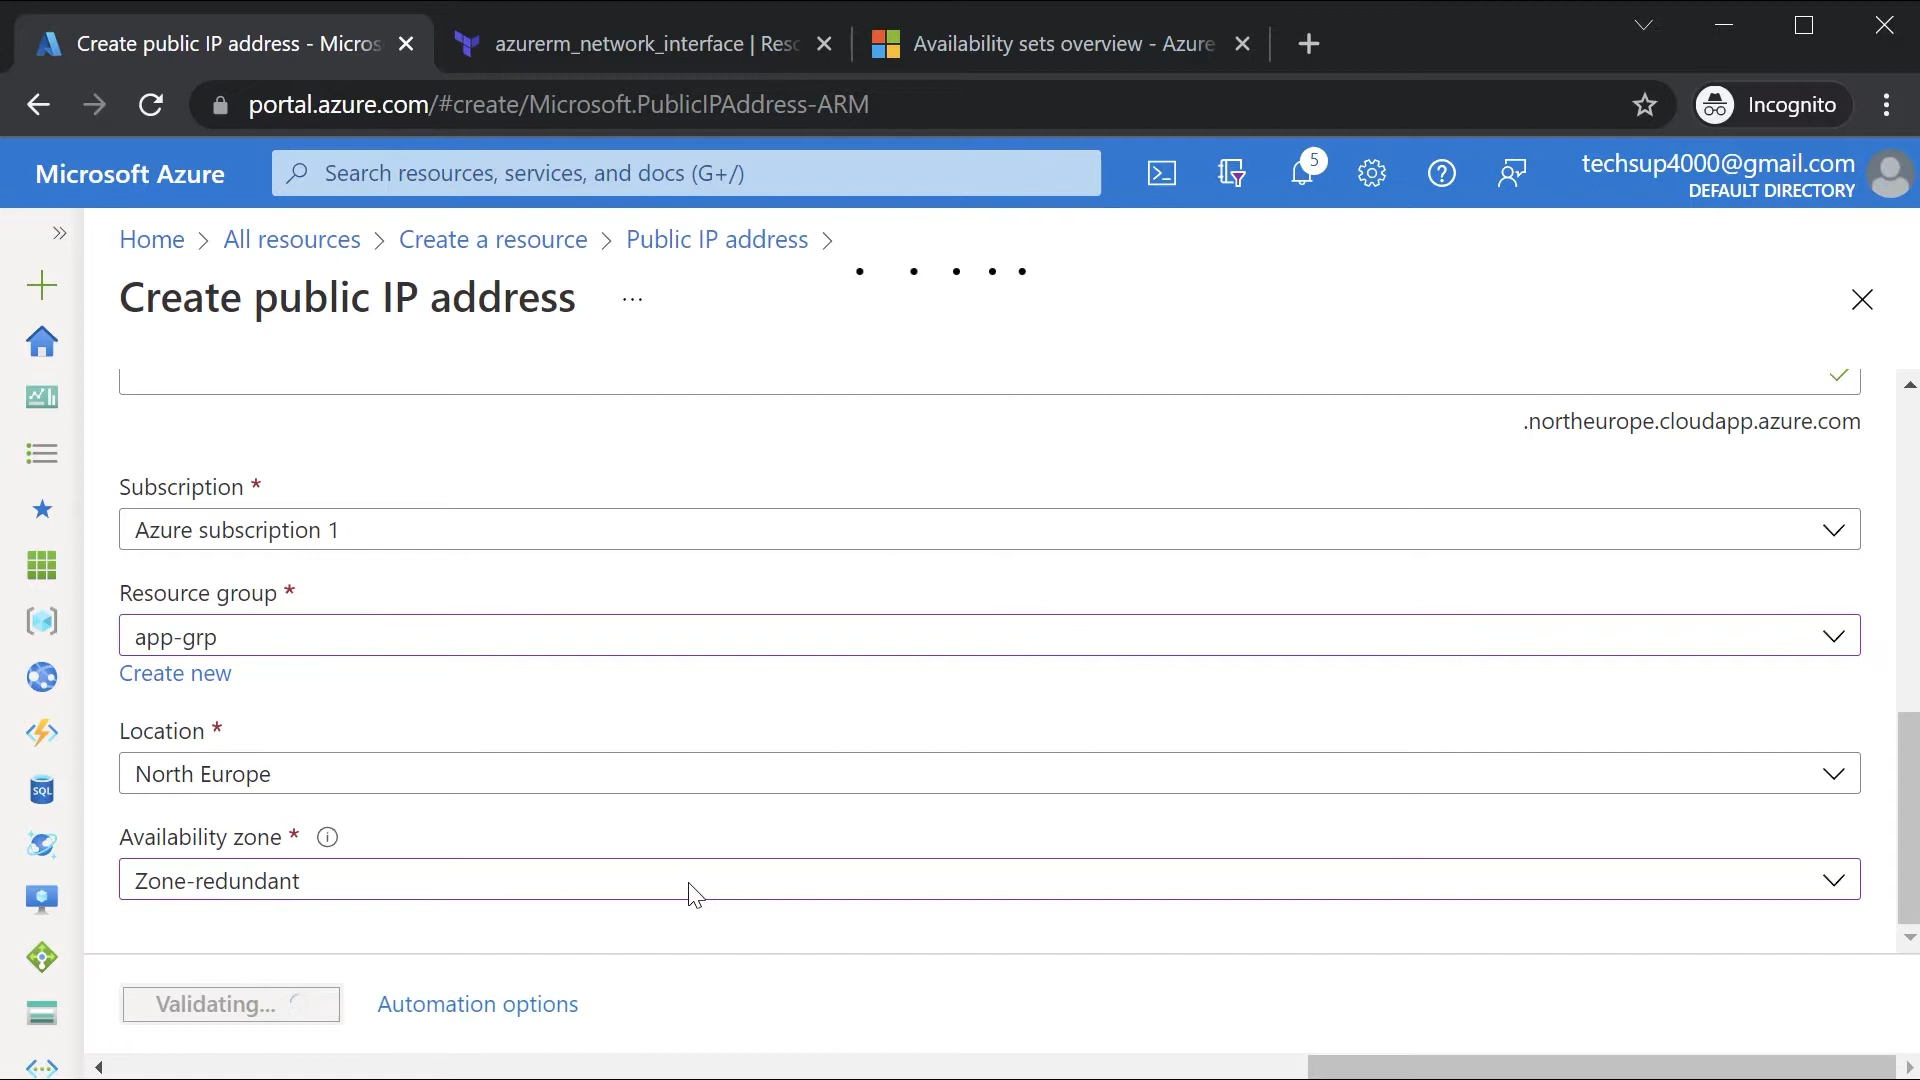 Create public IP address - Micros
azurerm_network_interface | Resc
Availability sets overview - Azure
portal.azure.com/#create/Microsoft.PublicIPAddress-ARM
Incognito
Microsoft Azure
Search resources, services, and docs (G+/)
5
techsup4000@gmail.com
DEFAULT DIRECTORY
Home > All resources > Create a resource > Public IP address >
Create public IP address ...
.northeurope.cloudapp.azure.com
Subscription *
Azure subscription 1
Resource group *
app-grp
Create new
Location *
North Europe
Availability zone *
Zone-redundant
SQL
Validating...
Automation options